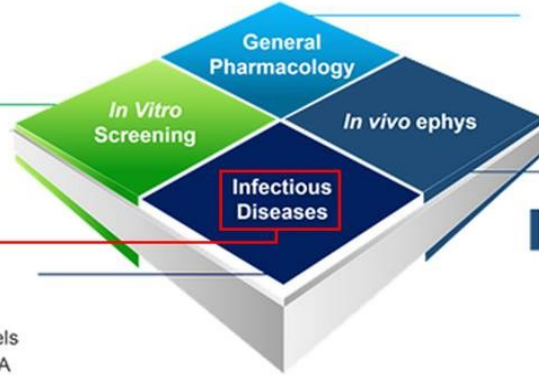 General
Pharmacology
In Vitro
Screening
In vivo ephys
Infectious
Diseases
els
A